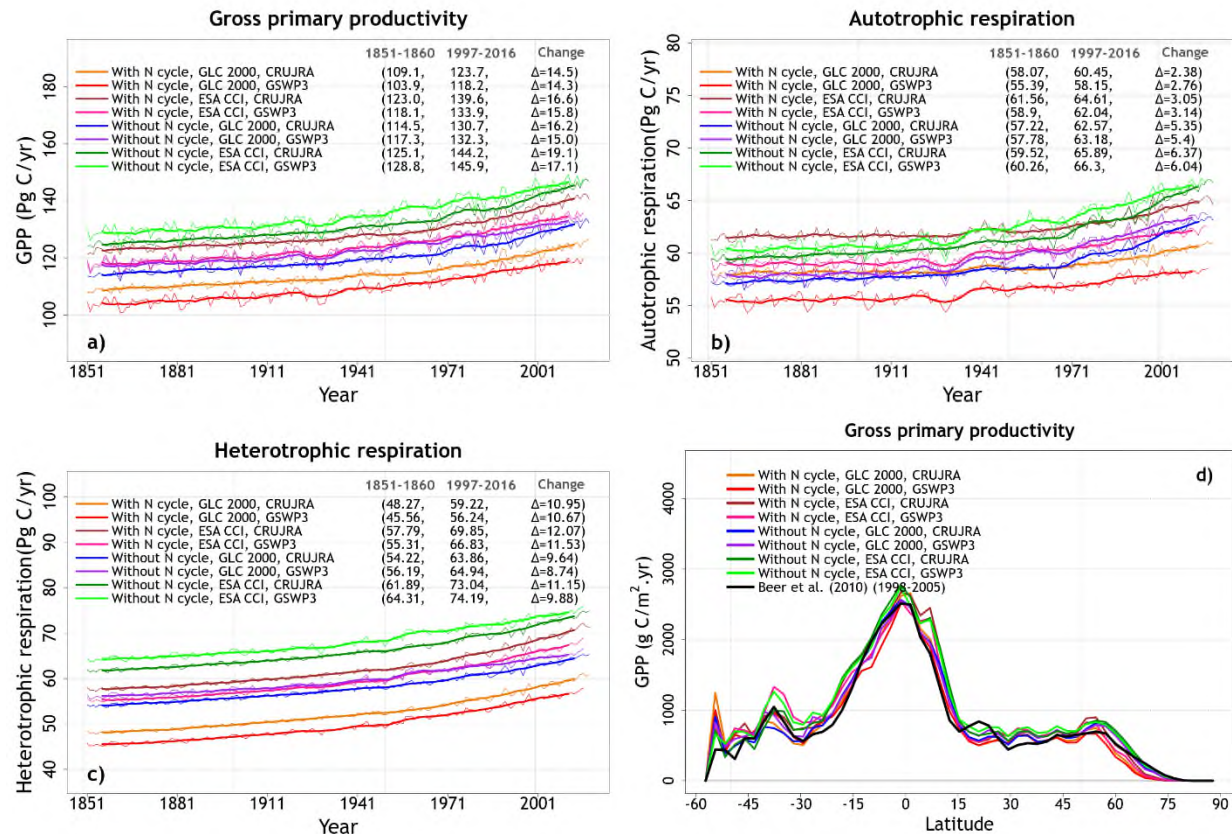 Gross primary productivity
1851-1860 1997-2016 Change
With N cycle, GLC 2000, CRUJRA (109.1, 123.7, Δ=14.5)
With N cycle, GLC 2000, GSWP3 (103.9, 118.2, Δ=14.3)
With N cycle, ESA CCI, CRUJRA (123.0, 139.6, Δ=16.6)
With N cycle, ESA CCI, GSWP3 (118.1, 133.9, Δ=15.8)
Without N cycle, GLC 2000, CRUJRA (114.5, 130.7, Δ=16.2)
Without N cycle, GLC 2000, GSWP3 (117.3, 132.3, Δ=15.0)
Without N cycle, ESA CCI, CRUJRA (125.1, 144.2, Δ=19.1)
Without N cycle, ESA CCI, GSWP3 (128.8, 145.9, Δ=17.1)
GPP (Pg C/yr)
180
160
140
120
100
a)
1851 1881 1911 1941 1971 2001
Year
Autotrophic respiration
1851-1860 1997-2016 Change
With N cycle, GLC 2000, CRUJRA (58.07, 60.45, Δ=2.38)
With N cycle, GLC 2000, GSWP3 (55.39, 58.15, Δ=2.76)
With N cycle, ESA CCI, CRUJRA (61.56, 64.61, Δ=3.05)
With N cycle, ESA CCI, GSWP3 (58.9, 62.04, Δ=3.14)
Without N cycle, GLC 2000, CRUJRA (57.22, 62.57, Δ=5.35)
Without N cycle, GLC 2000, GSWP3 (57.78, 63.18, Δ=5.4)
Without N cycle, ESA CCI, CRUJRA (59.52, 65.89, Δ=6.37)
Without N cycle, ESA CCI, GSWP3 (60.26, 66.3, Δ=6.04)
Autotrophic respiration(Pg C/yr)
80
75
70
65
60
55
50
b)
1851 1881 1911 1941 1971 2001
Year
Heterotrophic respiration
1851-1860 1997-2016 Change
With N cycle, GLC 2000, CRUJRA (48.27, 59.22, Δ=10.95)
With N cycle, GLC 2000, GSWP3 (45.56, 56.24, Δ=10.67)
With N cycle, ESA CCI, CRUJRA (57.79, 69.85, Δ=12.07)
With N cycle, ESA CCI, GSWP3 (55.31, 66.83, Δ=11.53)
Without N cycle, GLC 2000, CRUJRA (54.22, 63.86, Δ=9.64)
Without N cycle, GLC 2000, GSWP3 (56.19, 64.94, Δ=8.74)
Without N cycle, ESA CCI, CRUJRA (61.89, 73.04, Δ=11.15)
Without N cycle, ESA CCI, GSWP3 (64.31, 74.19, Δ=9.88)
Heterotrophic respiration(Pg C/yr)
100
90
80
70
60
50
40
c)
1851 1881 1911 1941 1971 2001
Year
Gross primary productivity
d)
With N cycle, GLC 2000, CRUJRA
With N cycle, GLC 2000, GSWP3
With N cycle, ESA CCI, CRUJRA
With N cycle, ESA CCI, GSWP3
Without N cycle, GLC 2000, CRUJRA
Without N cycle, GLC 2000, GSWP3
Without N cycle, ESA CCI, CRUJRA
Without N cycle, ESA CCI, GSWP3
Beer et al. (2010) (1998-2005)
GPP (g C/m².yr)
4000
3000
2000
1000
0
-60 -45 -30 -15 0 15 30 45 60 75 90
Latitude